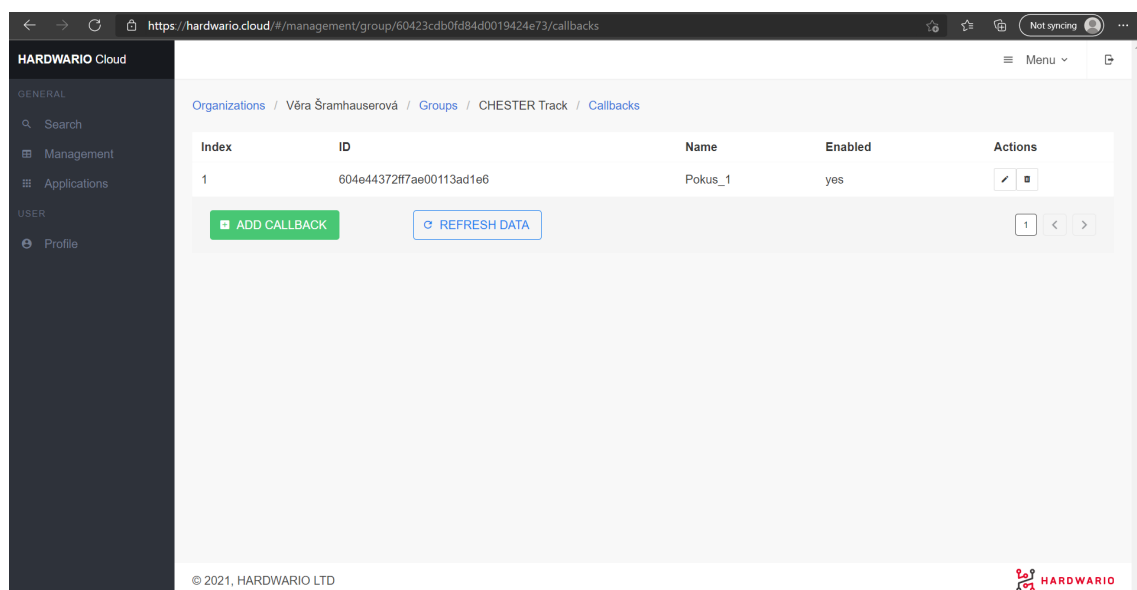 https://hardwario.cloud/#/management/group/60423cdb0fd84d0019424e73/callbacks
Not syncing
HARDWARIO Cloud
Menu
GENERAL
Search
Management
Applications
USER
Profile
Organizations / Věra Šramhauserová / Groups / CHESTER Track / Callbacks
Index ID Name Enabled Actions
1 604e44372ff7ae00113ad1e6 Pokus_1 yes
ADD CALLBACK REFRESH DATA 1
© 2021, HARDWARIO LTD
HARDWARIO